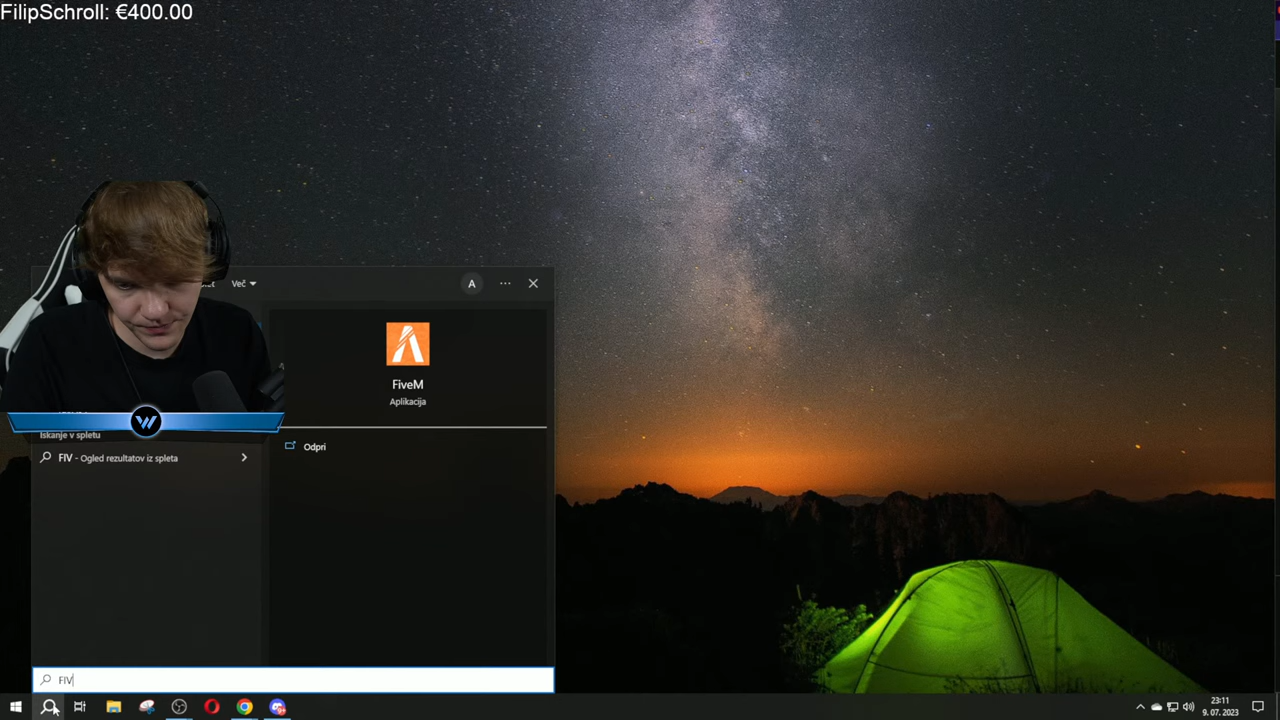 FilipSchroll: €400.00
Več
A
FiveM
Aplikacija
Iskanje v spletu
Odpri
FIV - Ogled rezultatov iz spleta
FIV
23:11
9. 07. 2023